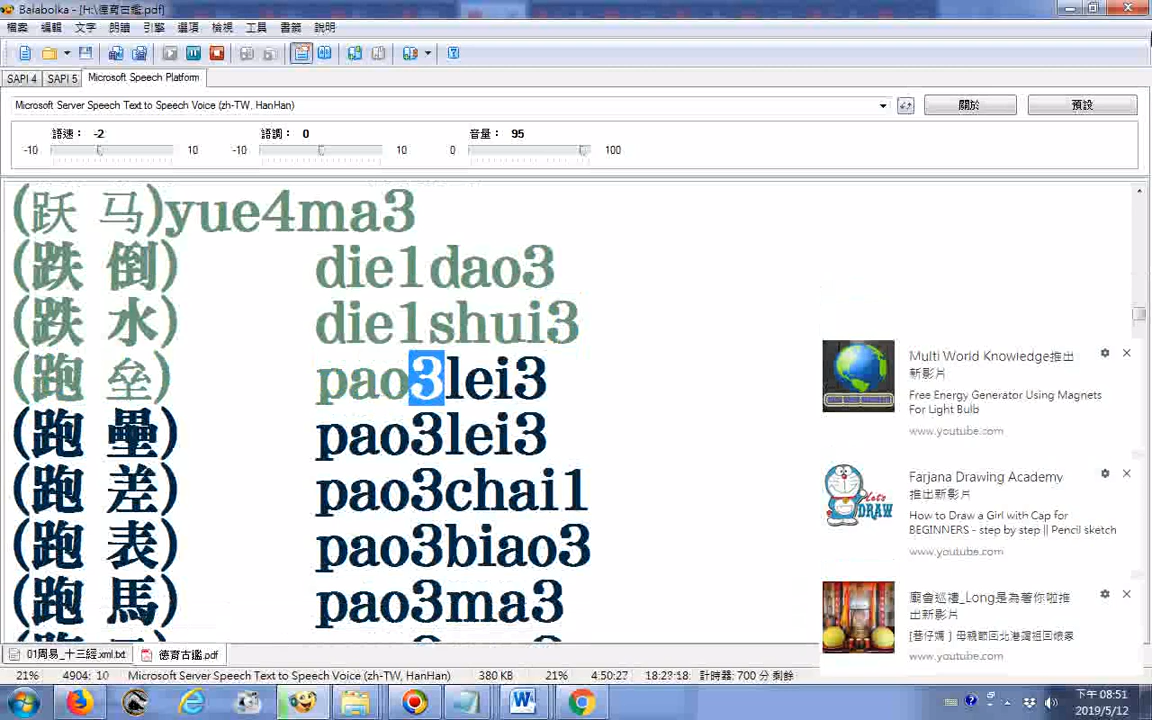 Balabolka - [H:\德育古鑑.pdf]
檔案 編輯 文字 朗讀 引擎 選項 檢視 工具 書籤 說明
SAPI 4 SAPI 5 Microsoft Speech Platform
Microsoft Server Speech Text to Speech Voice (zh-TW, HanHan) 關於 預設
語速： -2 語調： 0 音量： 95
-10 10 -10 10 0 100
(跃 马)yue4ma3
(跌 倒) die1dao3
(跌 水) die1shui3
(跑 垒) pao3lei3
(跑 壘) pao3lei3
(跑 差) pao3chai1
(跑 表) pao3biao3
(跑 馬) pao3ma3
Multi World Knowledge推出
新影片
Free Energy Generator Using Magnets
For Light Bulb
www.youtube.com
Farjana Drawing Academy
推出新影片
How to Draw a Girl with Cap for
BEGINNERS - step by step || Pencil sketch
www.youtube.com
Let's
DRAW
廟會巡禮_Long是為著你啦推
出新影片
www.youtube.com
01周易_十三經.xml.txt 德育古鑑.pdf
21% 4904: 10 Microsoft Server Speech Text to Speech Voice (zh-TW, HanHan) 380 KB 21% 4:50:27 18:2?:18: 計時器: 700 分 剩餘
下午 08:51
2019/5/12